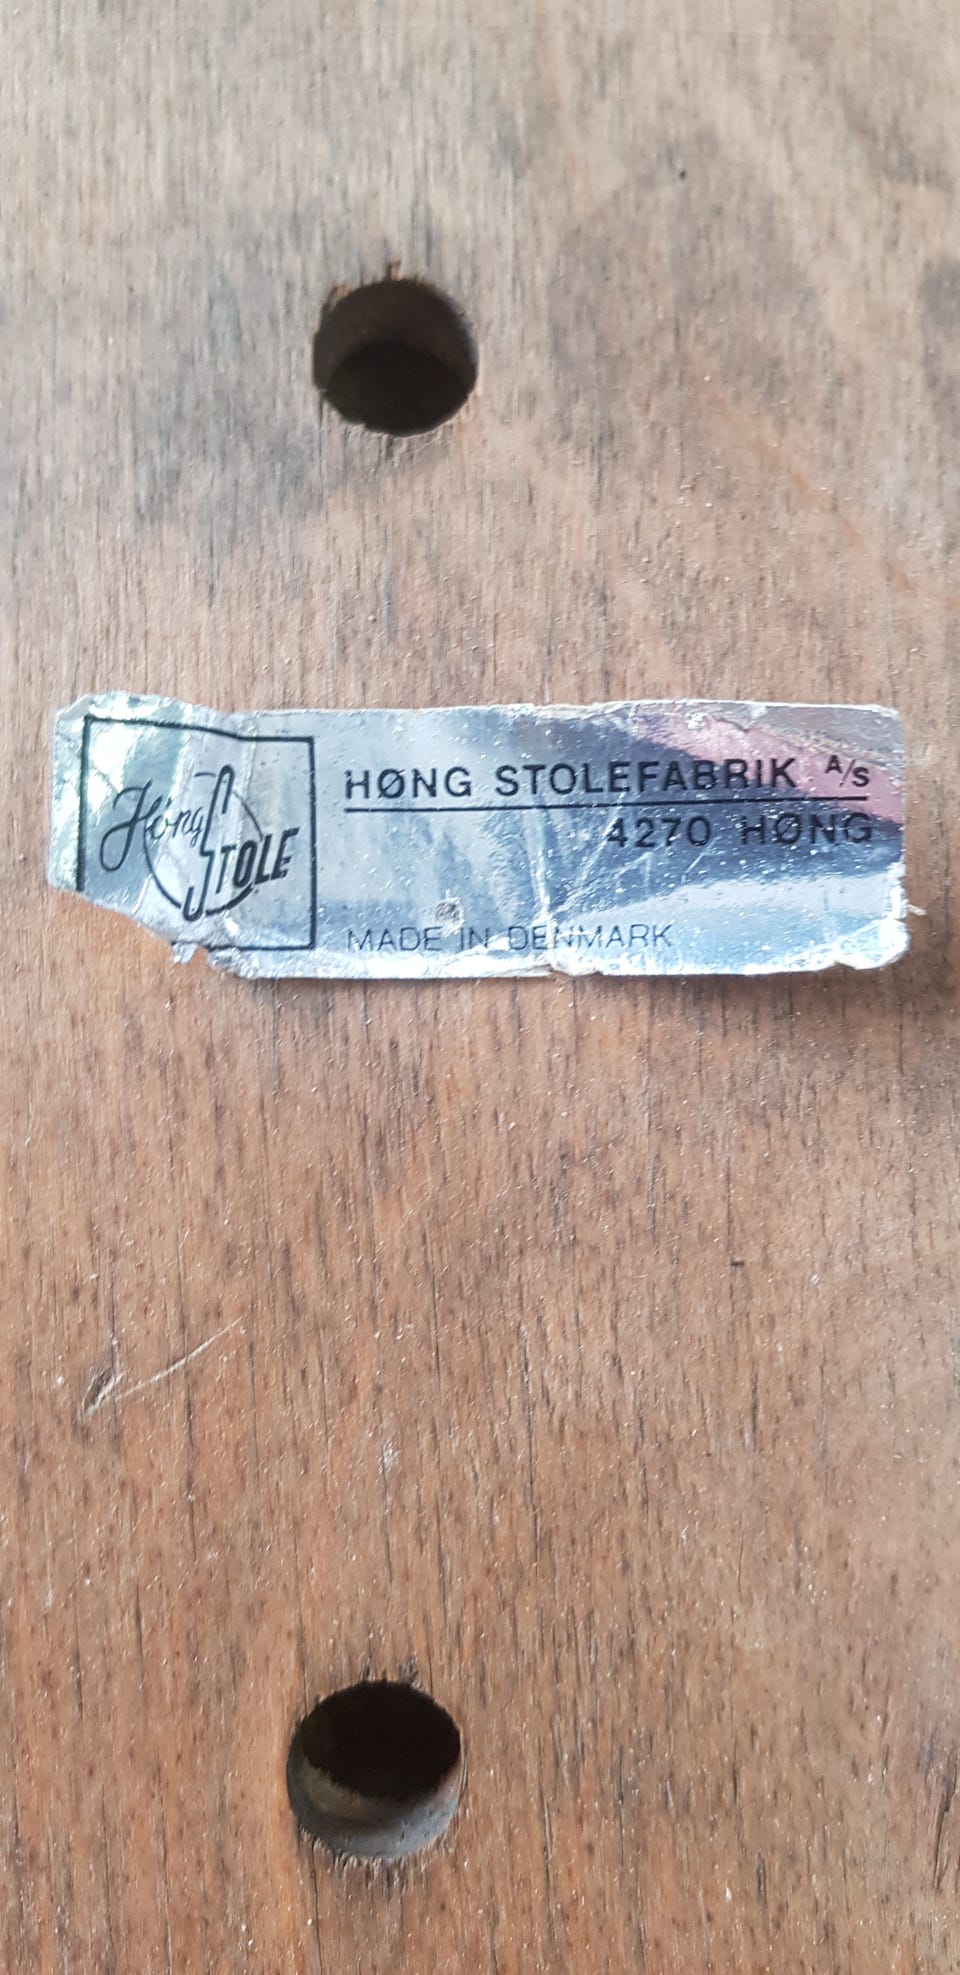 Høng
STOLE
HØNG STOLEFABRIK A/S
4270 HØNG
MADE IN DENMARK